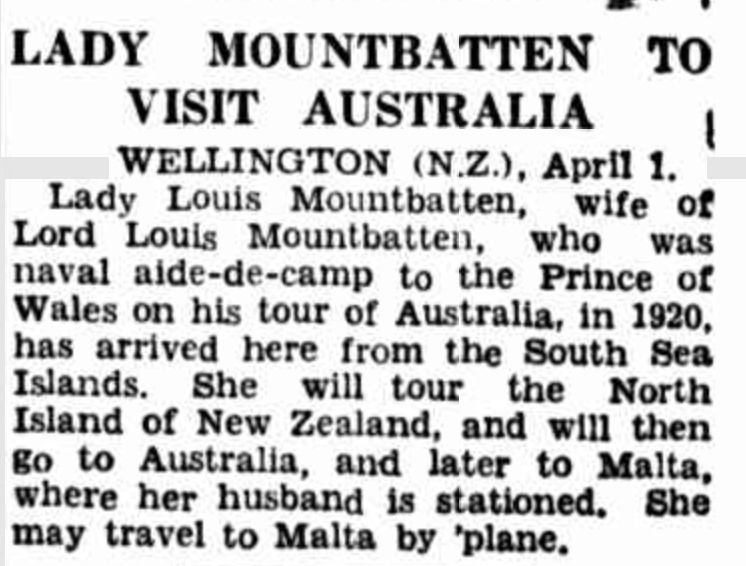 LADY MOUNTBATTEN TO
VISIT AUSTRALIA
WELLINGTON (N.Z.), April 1.
Lady Louis Mountbatten, wife of
Lord Louis Mountbatten, who was
naval aide-de-camp to the Prince of
Wales on his tour of Australia, in 1920,
has arrived here from the South Sea
Islands. She will tour the North
Island of New Zealand, and will then
go to Australia, and later to Malta,
where her husband is stationed. She
may travel to Malta by 'plane.